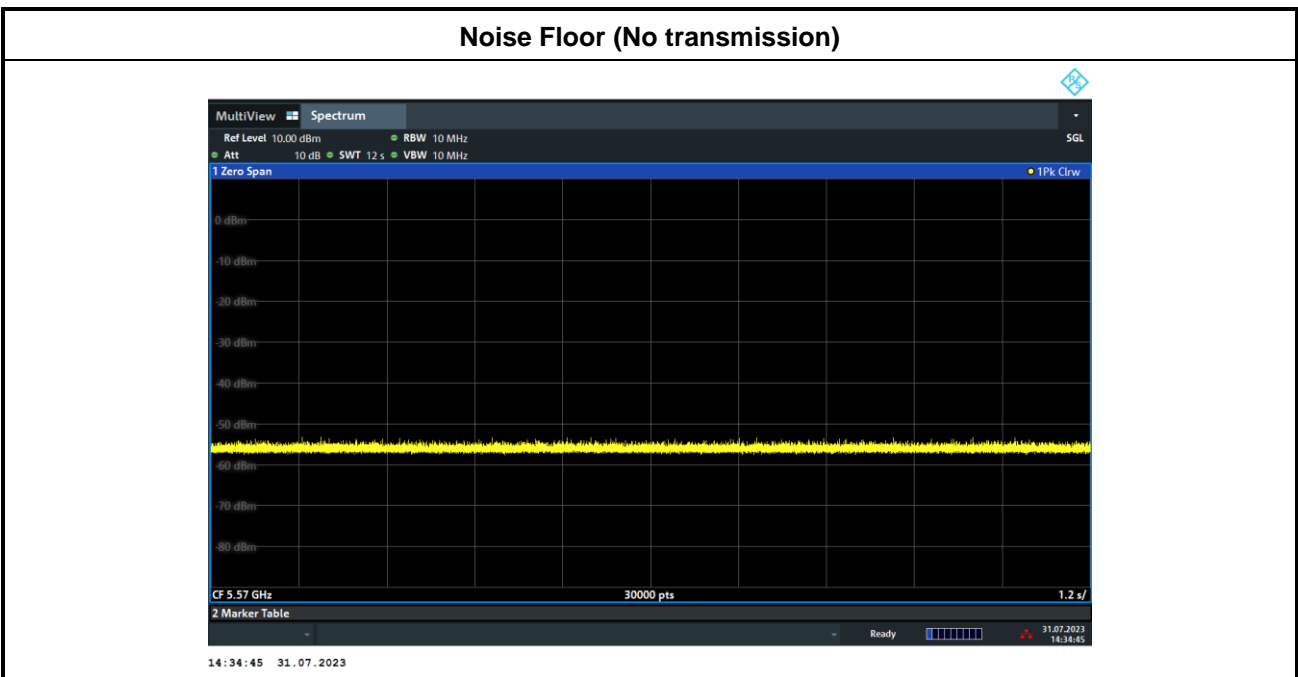 Noise Floor (No transmission)
R&S
MultiView Spectrum
Ref Level 10.00 dBm RBW 10 MHz SGL
Att 10 dB SWT 12 s VBW 10 MHz
1 Zero Span 1Pk Clrw
0 dBm
-10 dBm
-20 dBm
-30 dBm
-40 dBm
-50 dBm
-60 dBm
-70 dBm
-80 dBm
CF 5.57 GHz 30000 pts 1.2 s/
2 Marker Table
Ready 31.07.2023
14:34:45
14:34:45 31.07.2023